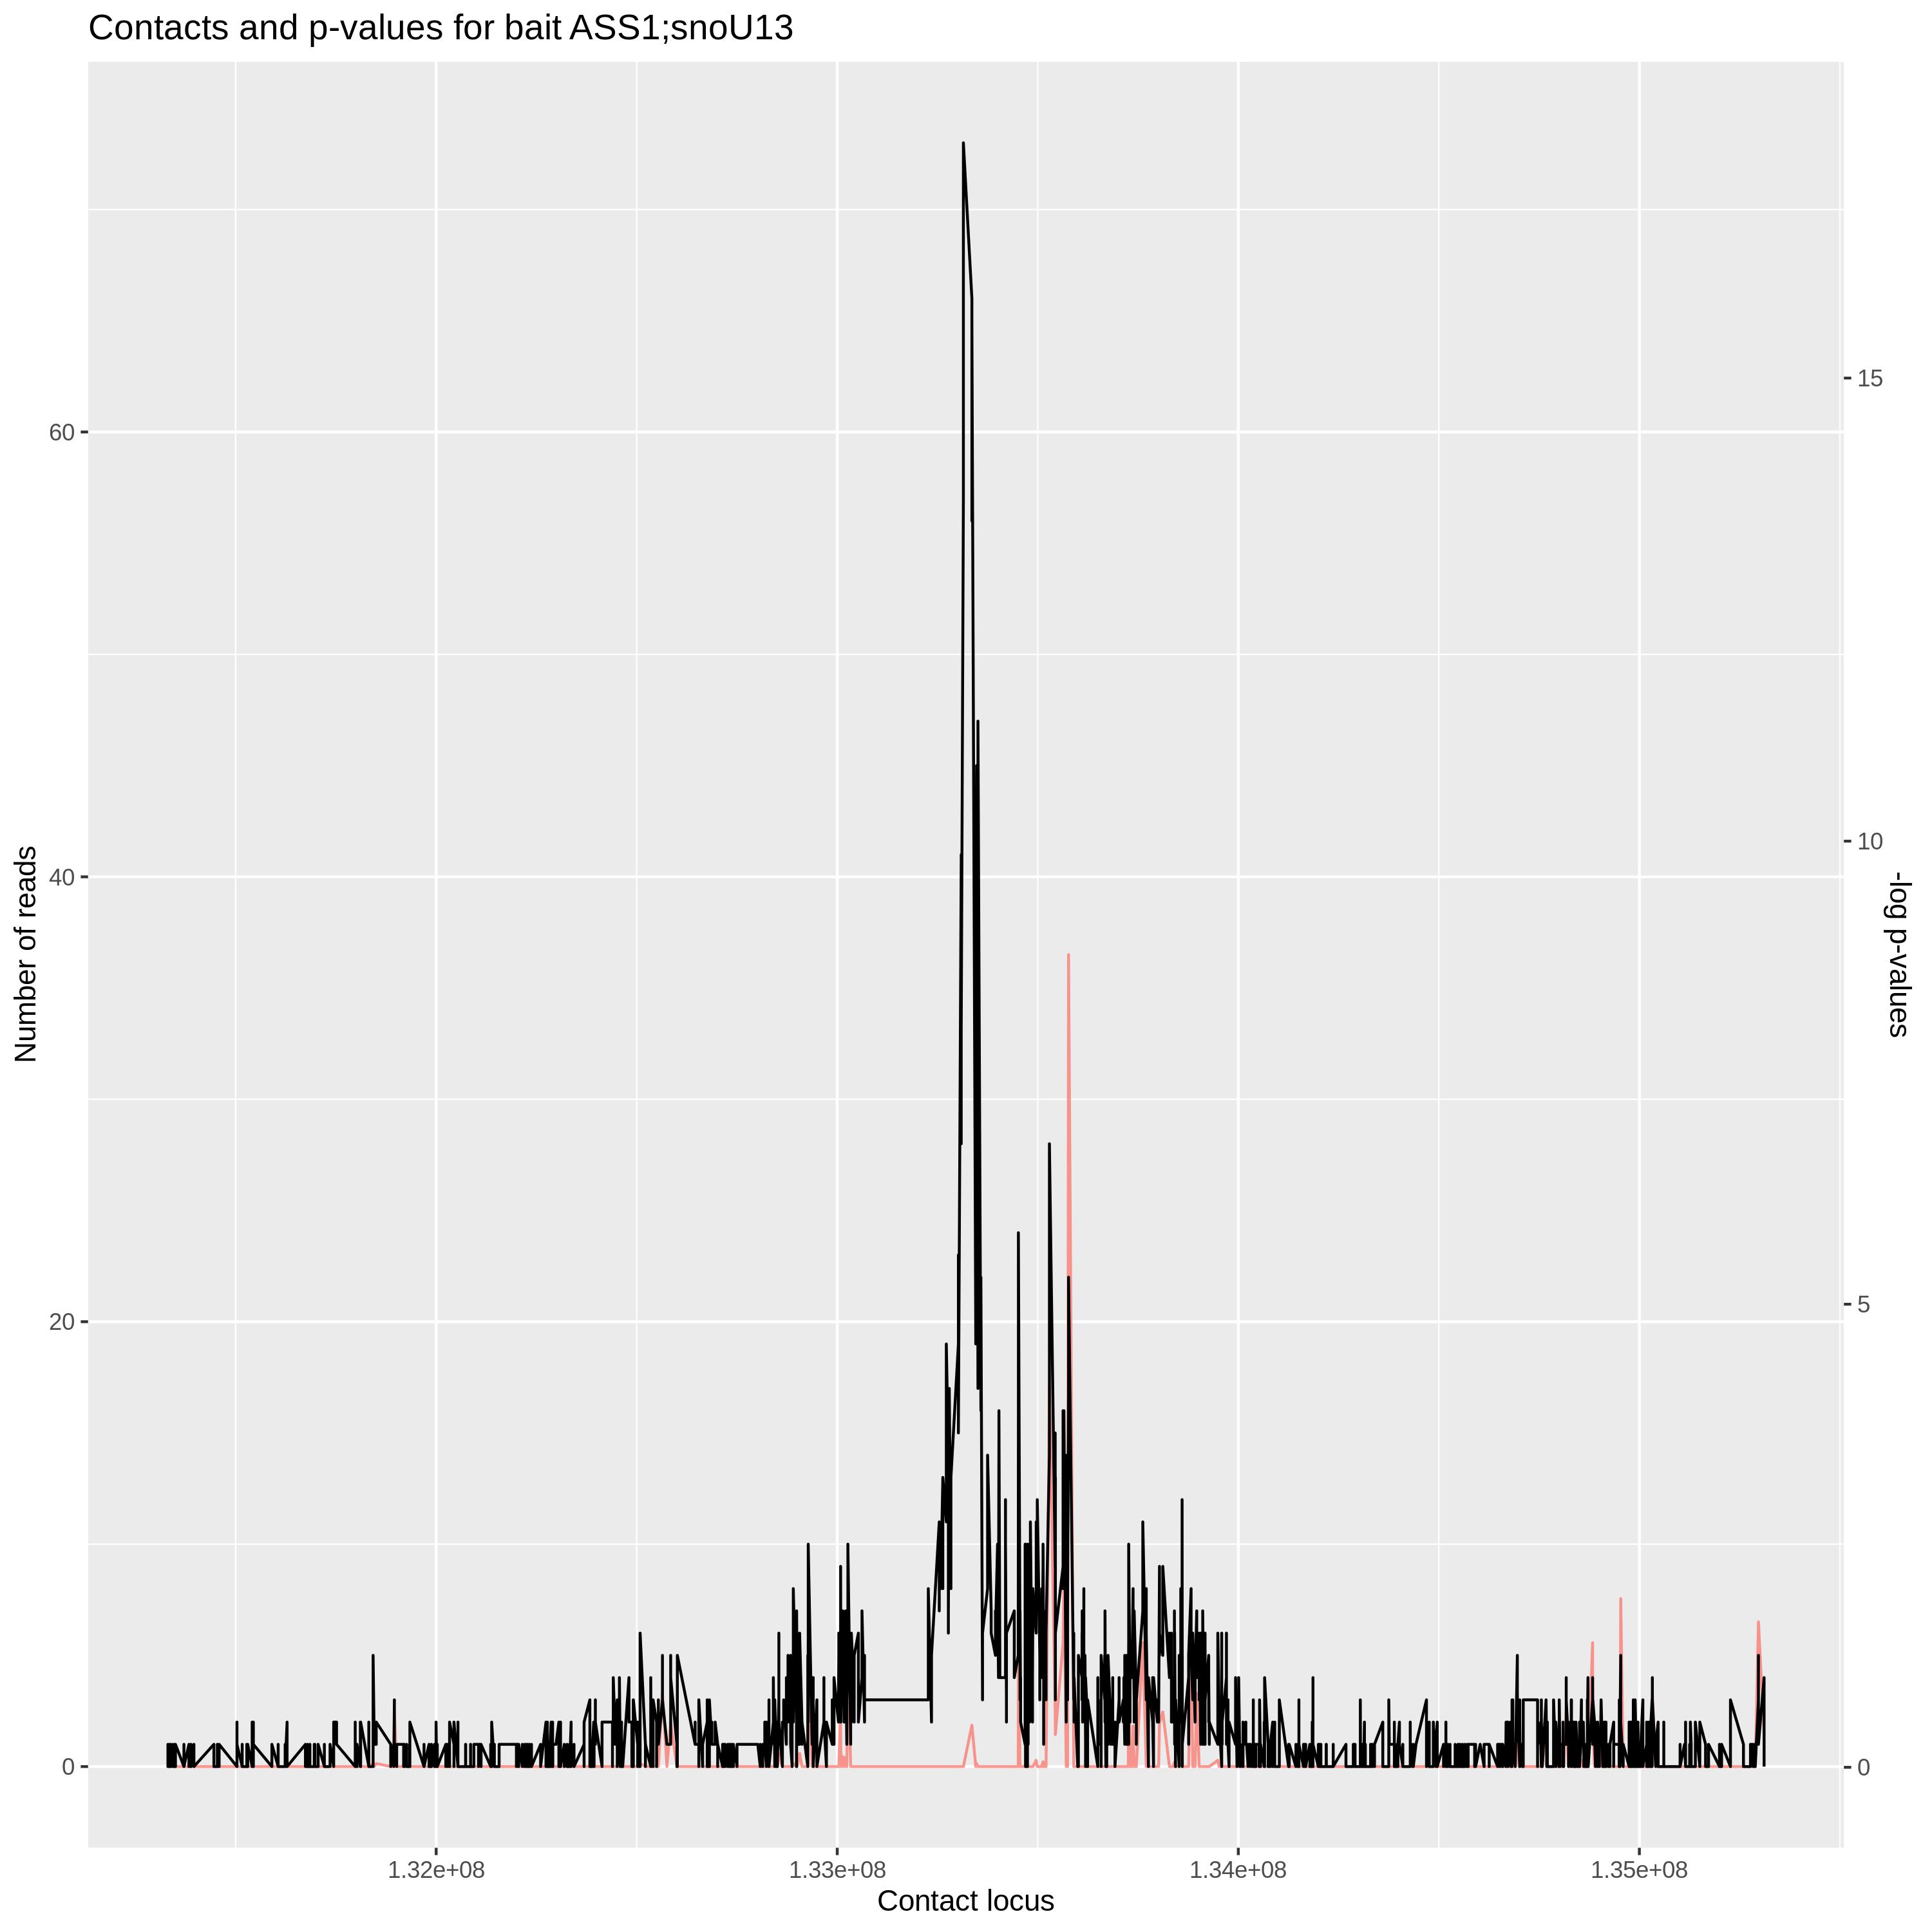 Contacts and p-values for bait ASS1;snoU13
60
40
20
0
Number of reads
15
10
5
0
-log p-values
1.32e+08
1.33e+08
1.34e+08
1.35e+08
Contact locus